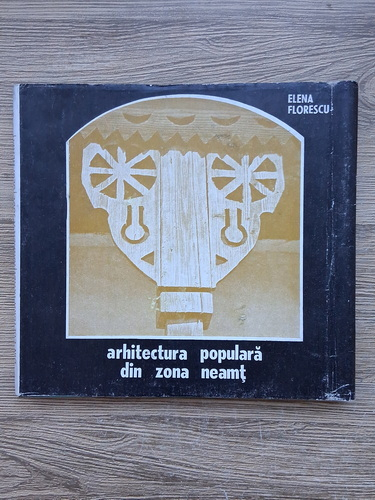 ELENA
FLORESCU
arhitectura populară
din zona neamţ